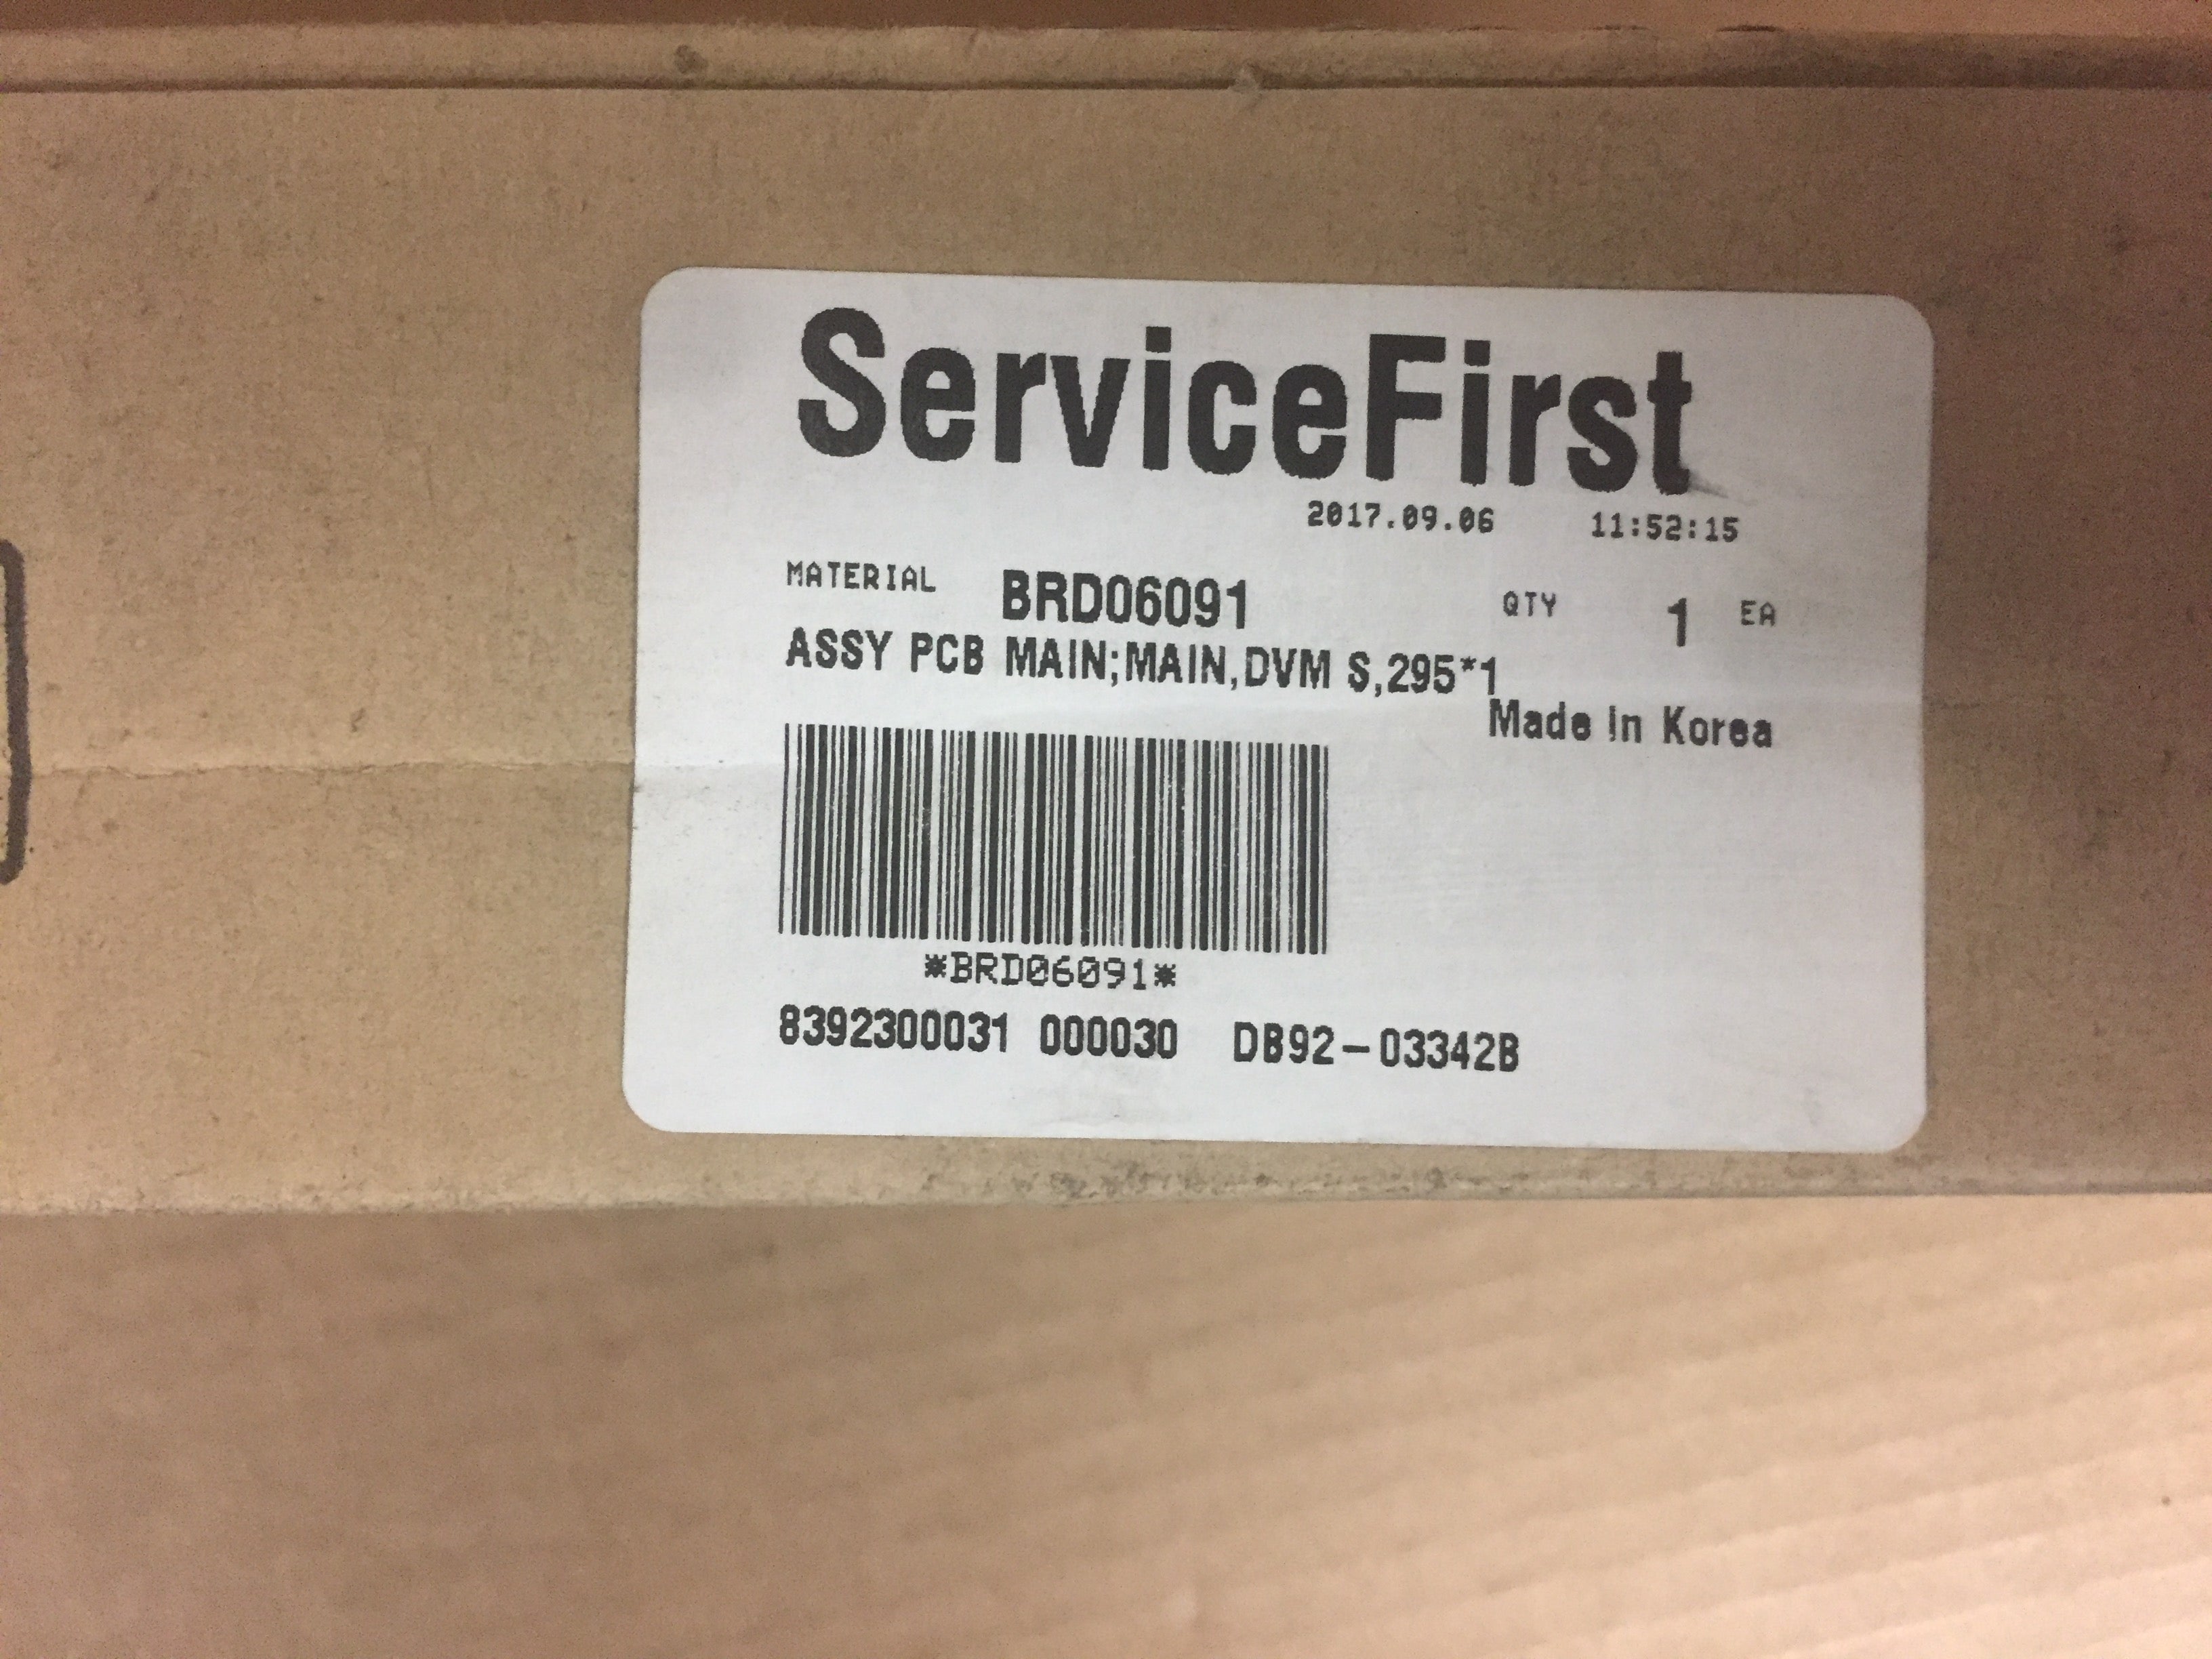 ServiceFirst
2017.09.06 11:52:15
MATERIAL BRD06091 QTY 1 EA
ASSY PCB MAIN;MAIN,DVM S,295*1
Made In Korea
*BRD06091*
8392300031 000030 DB92-03342B